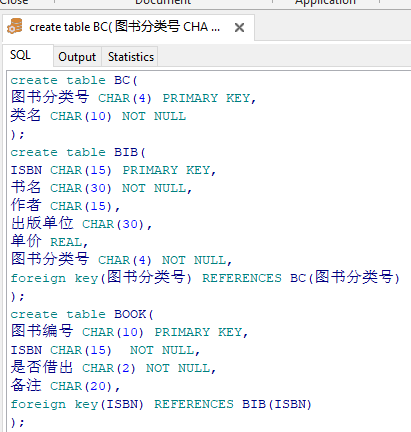 Close
Document
Application
create table BC( 图书分类号 CHA ...
SQL
Output
Statistics
create table BC(
图书分类号 CHAR(4) PRIMARY KEY,
类名 CHAR(10) NOT NULL
);
create table BIB(
ISBN CHAR(15) PRIMARY KEY,
书名 CHAR(30) NOT NULL,
作者 CHAR(15),
出版单位 CHAR(30),
单价 REAL,
图书分类号 CHAR(4) NOT NULL,
foreign key(图书分类号) REFERENCES BC(图书分类号)
);
create table BOOK(
图书编号 CHAR(10) PRIMARY KEY,
ISBN CHAR(15)  NOT NULL,
是否借出 CHAR(2) NOT NULL,
备注 CHAR(20),
foreign key(ISBN) REFERENCES BIB(ISBN)
);